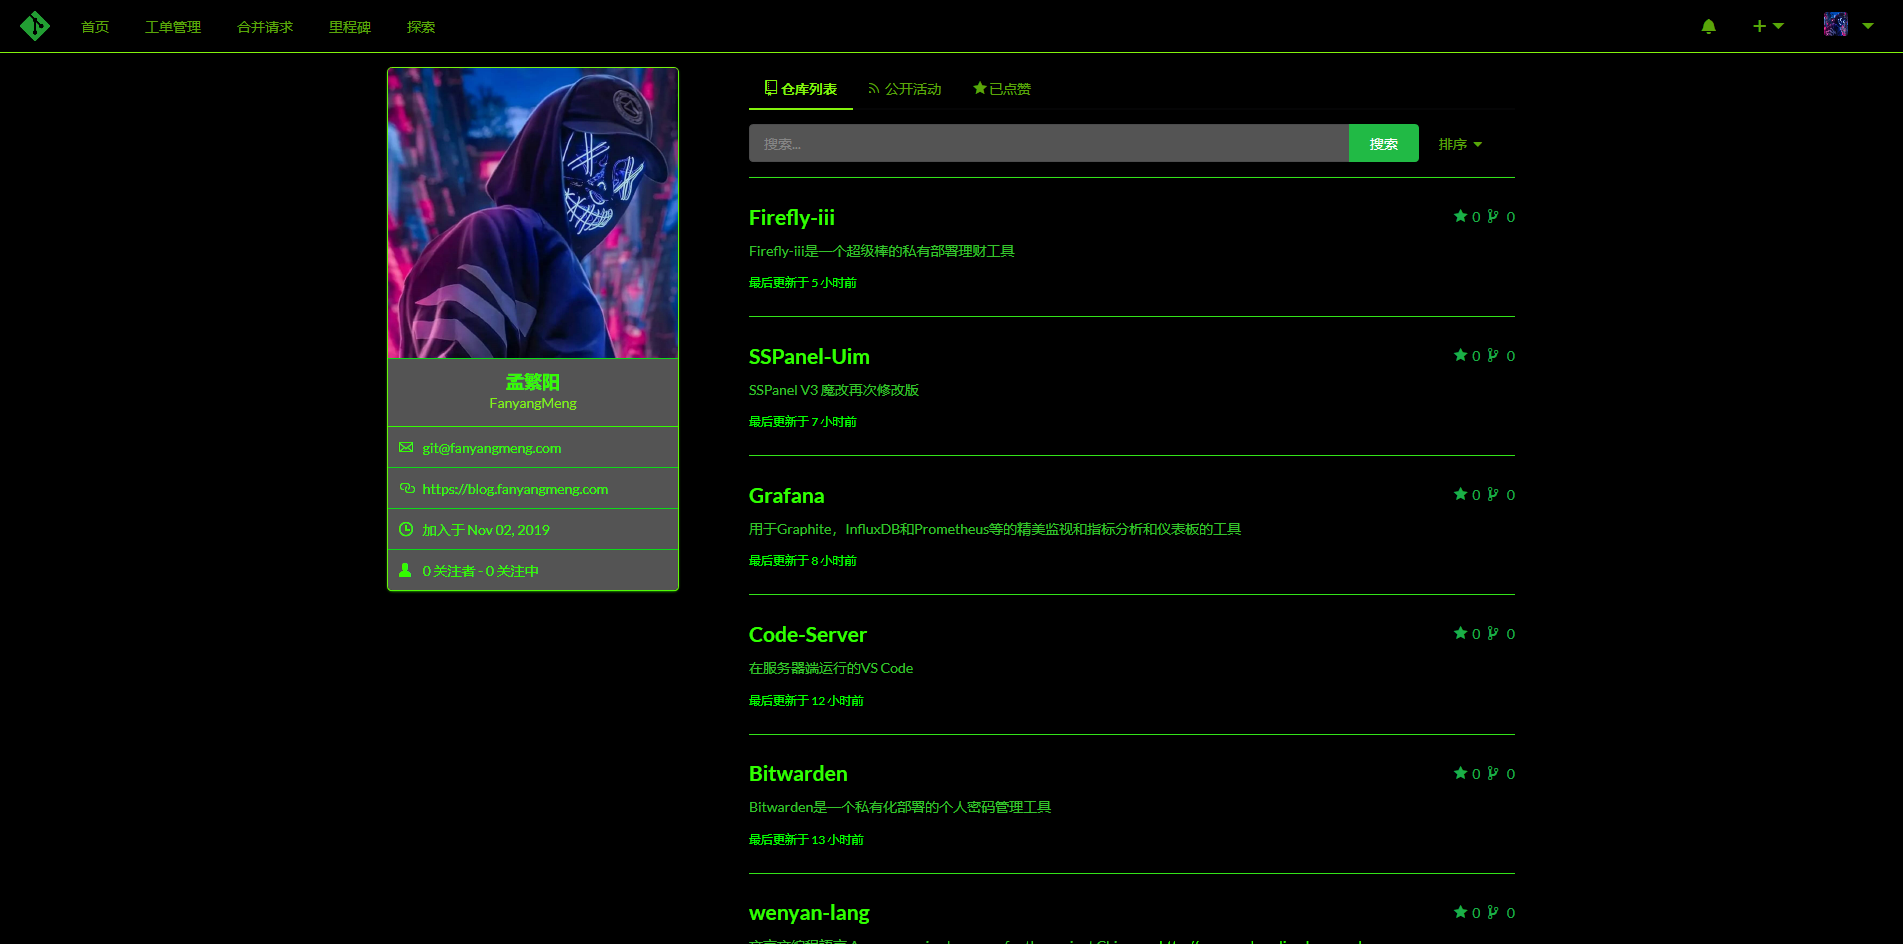 首页 工单管理 合并请求 里程碑 探索
孟繁阳
FanyangMeng
git@fanyangmeng.com
https://blog.fanyangmeng.com
加入于 Nov 02, 2019
0 关注者 - 0 关注中
仓库列表 公开活动 已点赞
搜索... 搜索 排序
Firefly-iii 0 0
Firefly-iii是一个超级棒的私有部署理财工具
最后更新于 5 小时前
SSPanel-Uim 0 0
SSPanel V3 魔改再次修改版
最后更新于 7 小时前
Grafana 0 0
用于Graphite，InfluxDB和Prometheus等的精美监视和指标分析和仪表板的工具
最后更新于 8 小时前
Code-Server 0 0
在服务器端运行的VS Code
最后更新于 12 小时前
Bitwarden 0 0
Bitwarden是一个私有化部署的个人密码管理工具
最后更新于 13 小时前
wenyan-lang 0 0